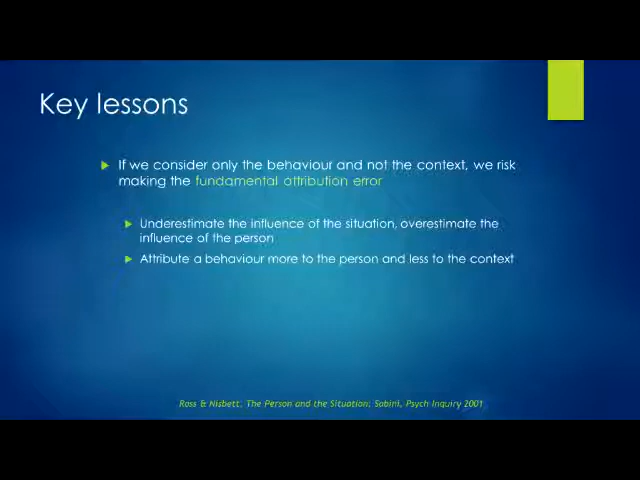 Key lessons
If we consider only the behaviour and not the context, we risk
making the fundamental attribution error
Underestimate the influence of the situation, overestimate the
influence of the person
Attribute a behaviour more to the person and less to the context
Ross & Nisbett, The Person and the Situation; Sabini, Psych Inquiry 2001